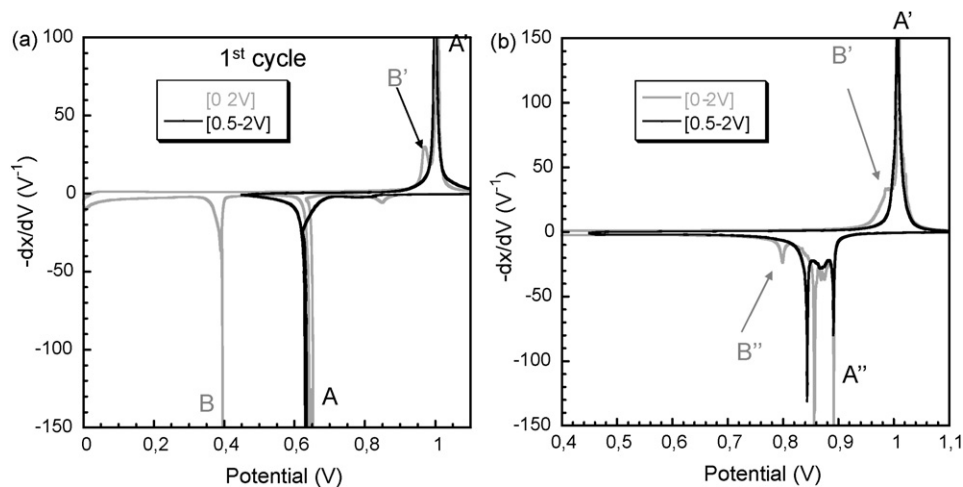 (a)
1st cycle
[0 2V]
[0.5-2V]
A'
B'
B
A
100
50
0
-50
-100
-150
-dx/dV (V-1)
0
0,2
0,4
0,6
0,8
1
Potential (V)
(b)
A'
B'
[0-2V]
[0.5-2V]
B''
A''
150
100
50
0
-50
-100
-150
-dx/dV (V-1)
0,4
0,5
0,6
0,7
0,8
0,9
1
1,1
Potential (V)